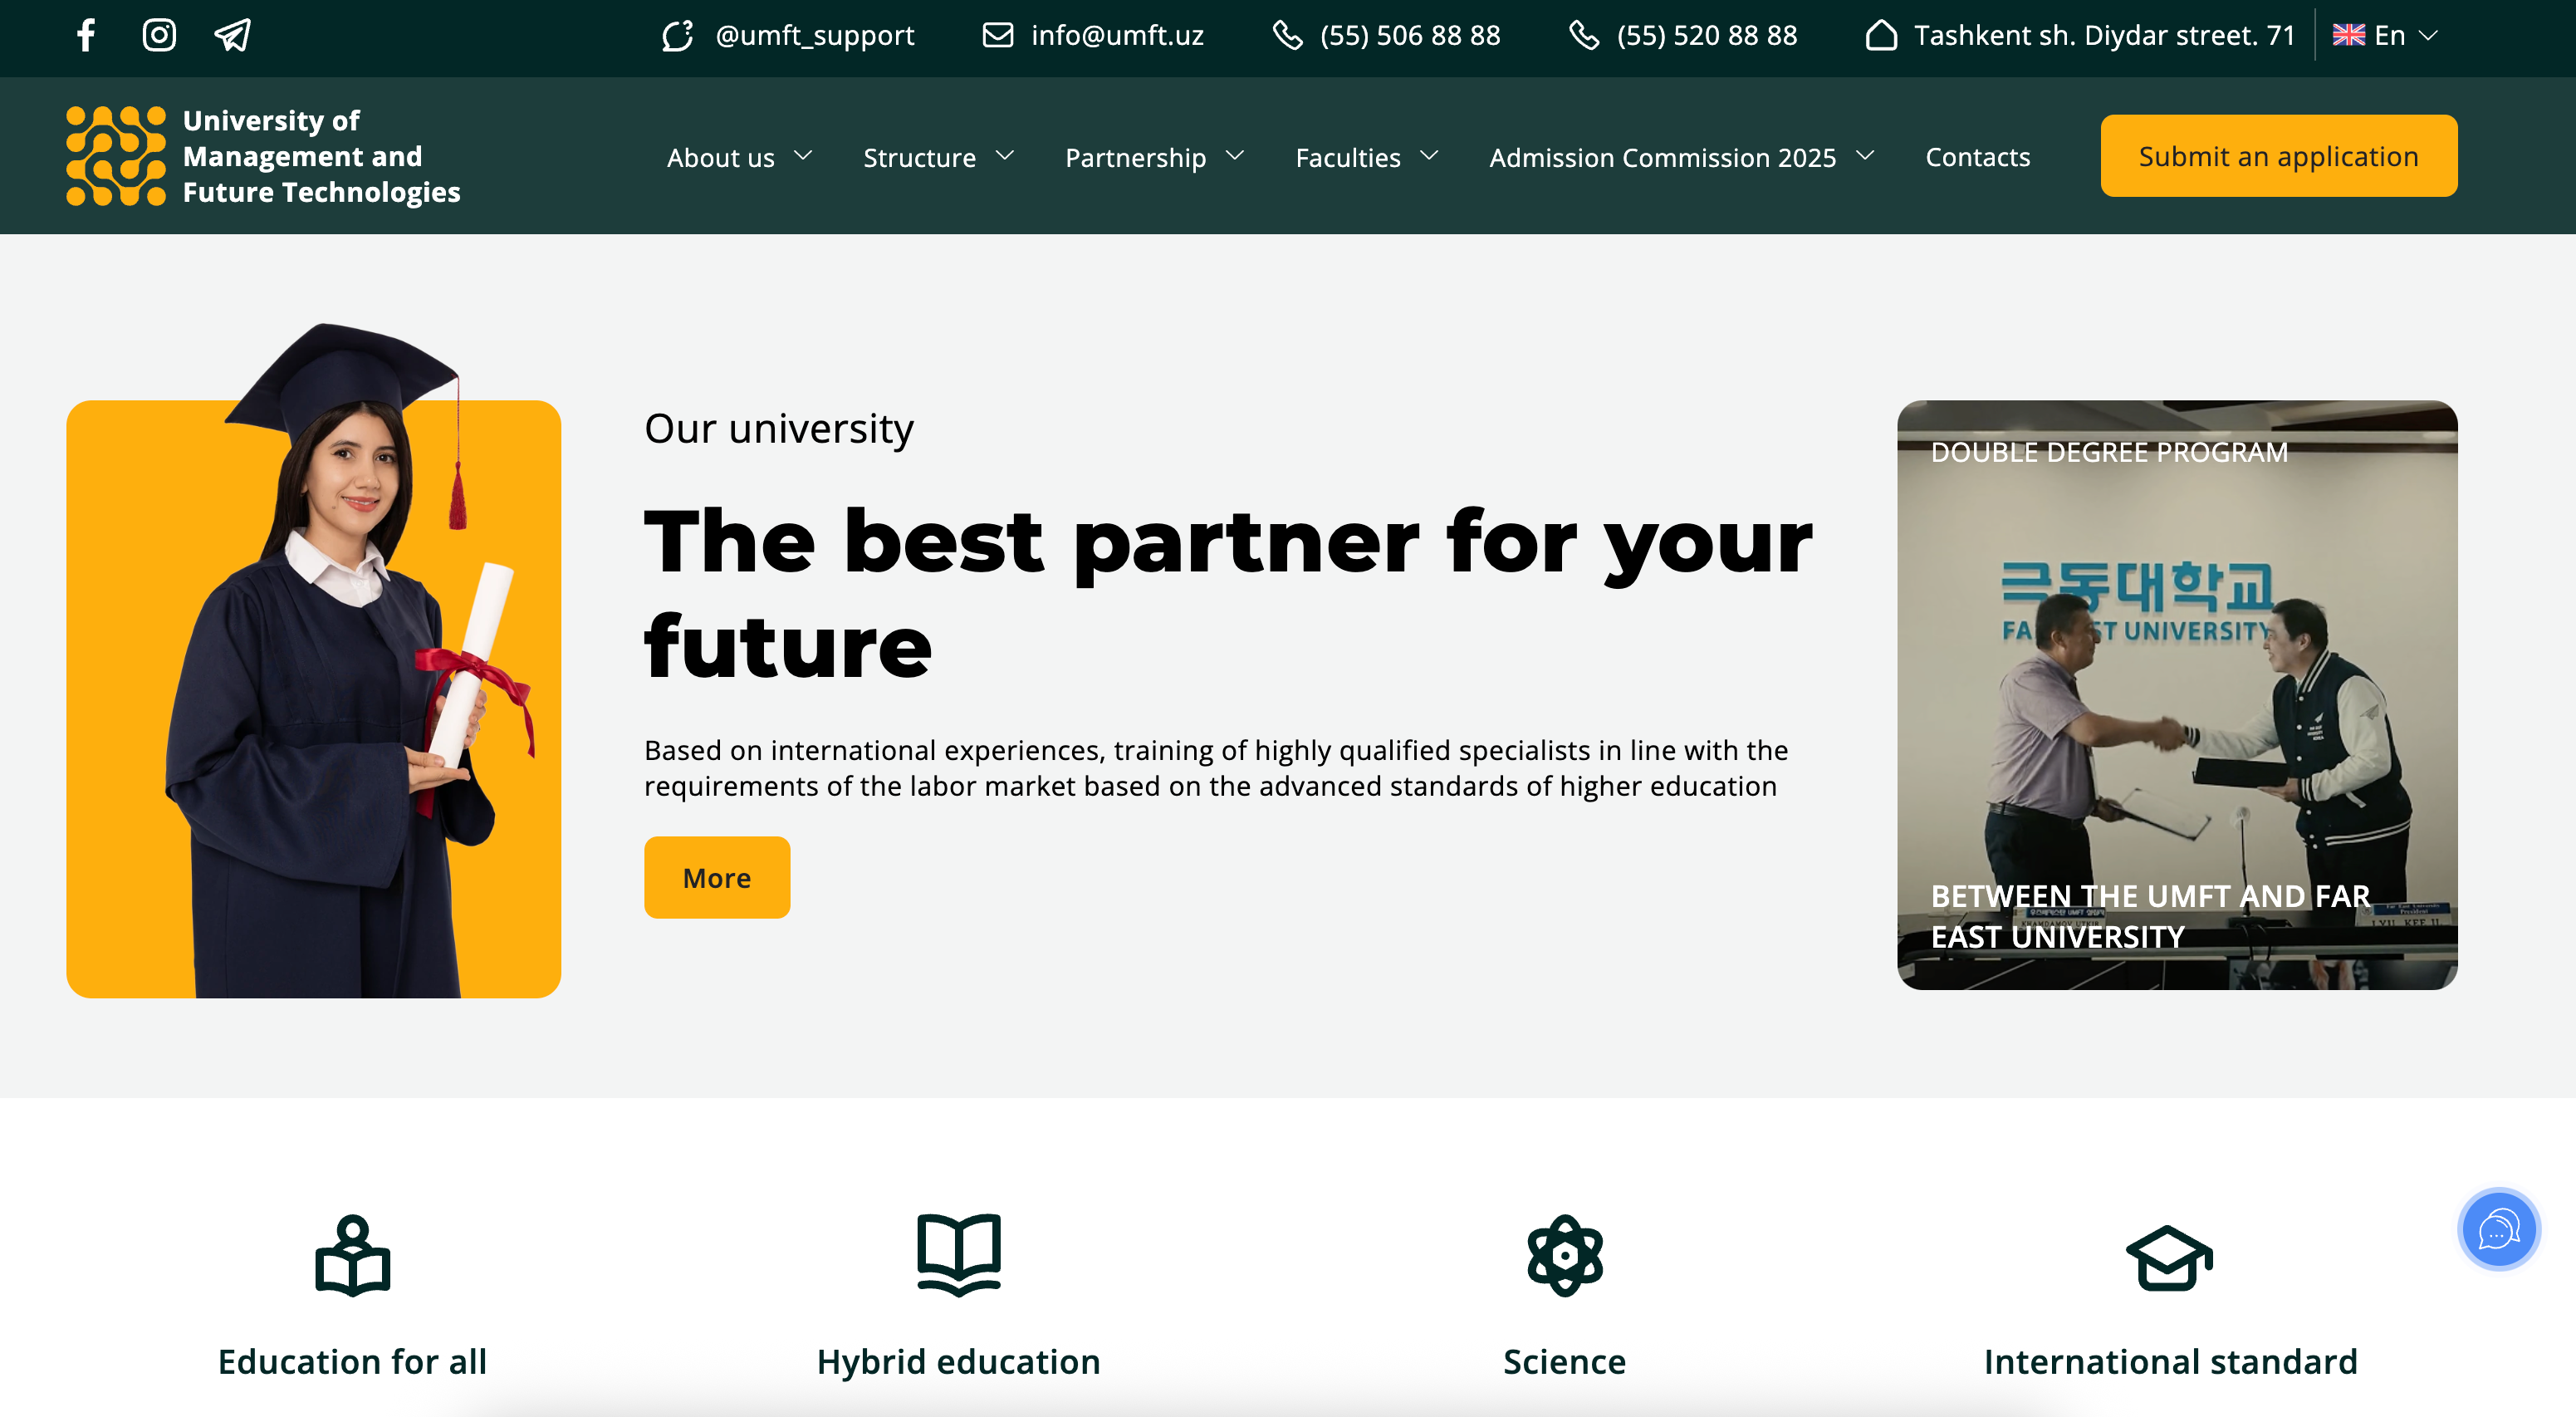 @umft_support
info@umft.uz
(55) 506 88 88
(55) 520 88 88
Tashkent sh. Diydar street. 71
En
University of
Management and
Future Technologies
About us
Structure
Partnership
Faculties
Admission Commission 2025
Contacts
Submit an application
Our university
The best partner for your
future
Based on international experiences, training of highly qualified specialists in line with the
requirements of the labor market based on the advanced standards of higher education
More
DOUBLE DEGREE PROGRAM
극동대학교
UNIVERSITY
BETWEEN THE UMFT AND FAR
EAST UNIVERSITY
Education for all
Hybrid education
Science
International standard